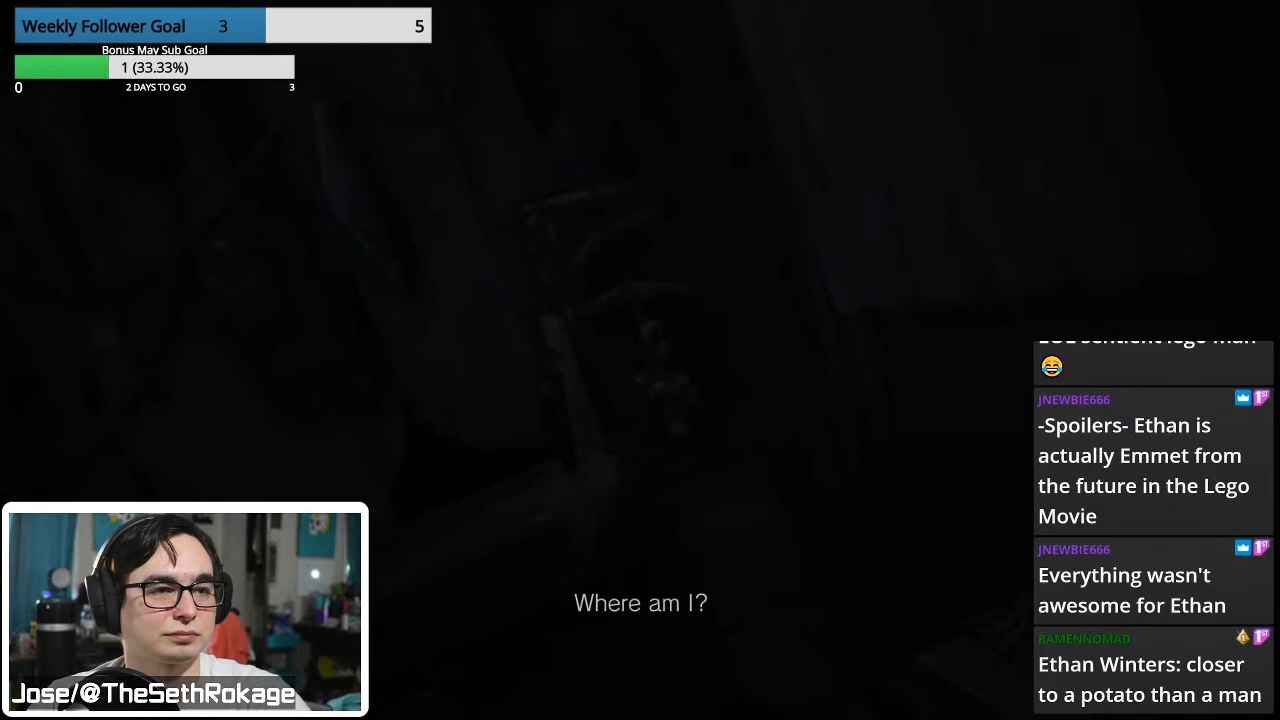 Weekly Follower Goal 3 5
Bonus May Sub Goal
1 (33.33%)
0 2 DAYS TO GO 3
JNEWBIE666
-Spoilers- Ethan is
actually Emmet from
the future in the Lego
Movie
JNEWBIE666
Everything wasn't
awesome for Ethan
RAMENNOMAD
Ethan Winters: closer
to a potato than a man
Where am I?
Jose/@TheSethRokage